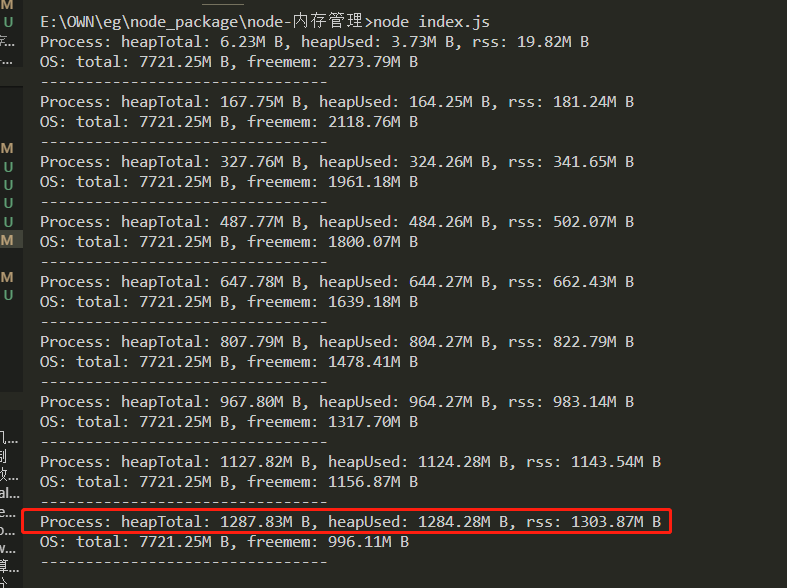 M
U
E:\OWN\eg\node_package\node-内存管理>node index.js
Process: heapTotal: 6.23M B, heapUsed: 3.73M B, rss: 19.82M B
OS: total: 7721.25M B, freemem: 2273.79M B
--------------------------------
Process: heapTotal: 167.75M B, heapUsed: 164.25M B, rss: 181.24M B
OS: total: 7721.25M B, freemem: 2118.76M B
--------------------------------
M
Process: heapTotal: 327.76M B, heapUsed: 324.26M B, rss: 341.65M B
U
OS: total: 7721.25M B, freemem: 1961.18M B
U
--------------------------------
U
Process: heapTotal: 487.77M B, heapUsed: 484.26M B, rss: 502.07M B
U
OS: total: 7721.25M B, freemem: 1800.07M B
M
--------------------------------
M
Process: heapTotal: 647.78M B, heapUsed: 644.27M B, rss: 662.43M B
U
OS: total: 7721.25M B, freemem: 1639.18M B
--------------------------------
Process: heapTotal: 807.79M B, heapUsed: 804.27M B, rss: 822.79M B
OS: total: 7721.25M B, freemem: 1478.41M B
--------------------------------
Process: heapTotal: 967.80M B, heapUsed: 964.27M B, rss: 983.14M B
OS: total: 7721.25M B, freemem: 1317.70M B
--------------------------------
Process: heapTotal: 1127.82M B, heapUsed: 1124.28M B, rss: 1143.54M B
OS: total: 7721.25M B, freemem: 1156.87M B
--------------------------------
Process: heapTotal: 1287.83M B, heapUsed: 1284.28M B, rss: 1303.87M B
OS: total: 7721.25M B, freemem: 996.11M B
--------------------------------